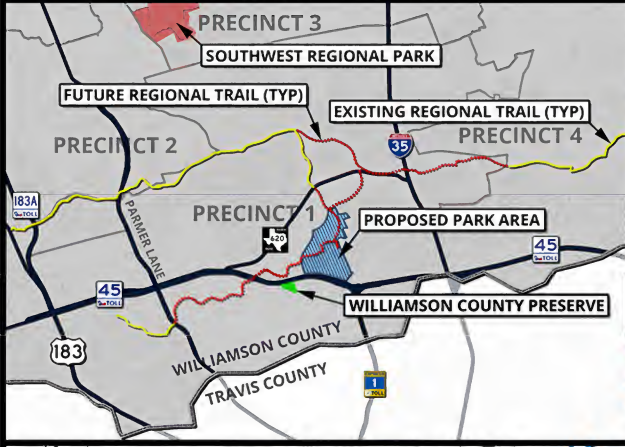 PRECINCT 3
SOUTHWEST REGIONAL PARK
FUTURE REGIONAL TRAIL (TYP)
EXISTING REGIONAL TRAIL (TYP)
PRECINCT 2
PRECINCT 4
35
183A
TOLL
PARMER LANE
PRECINCT 1
PROPOSED PARK AREA
620
45
TOLL
45
TOLL
WILLIAMSON COUNTY PRESERVE
183
WILLIAMSON COUNTY
TRAVIS COUNTY
1
TOLL